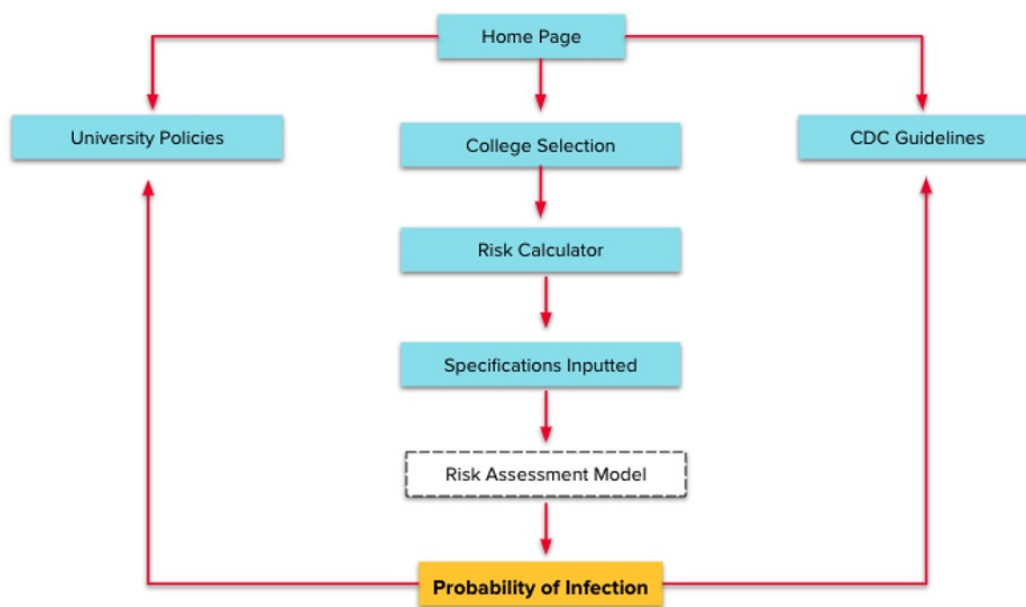 Home Page
University Policies
College Selection
CDC Guidelines
Risk Calculator
Specifications Inputted
Risk Assessment Model
Probability of Infection